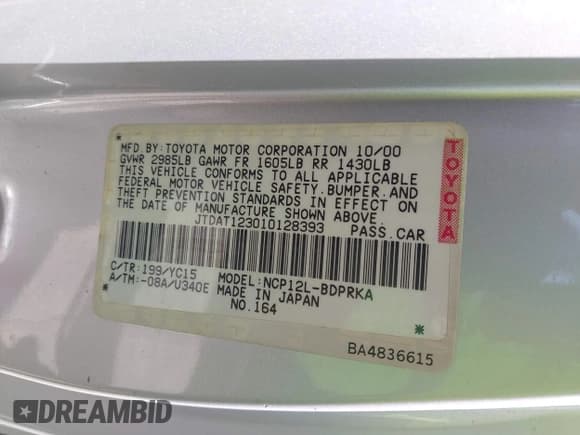 MFD.BY:TOYOTA MOTOR CORPORATION 10/00
GVWR 2985LB GAWR FR 1605LB RR 1430LB
THIS VEHICLE CONFORMS TO ALL APPLICABLE
FEDERAL MOTOR VEHICLE SAFETY.BUMPER.AND
THEFT PREVENTION STANDARDS IN EFFECT ON
THE DATE OF MANUFACTURE SHOWN ABOVE.
JTDAT123010128393 PASS.CAR
C/TR:199/YC15 MODEL:NCP12L-BDPRKA
A/TM:-08A/U340E MADE IN JAPAN
NO.164
BA4836615
TOYOTA
DREAMBID